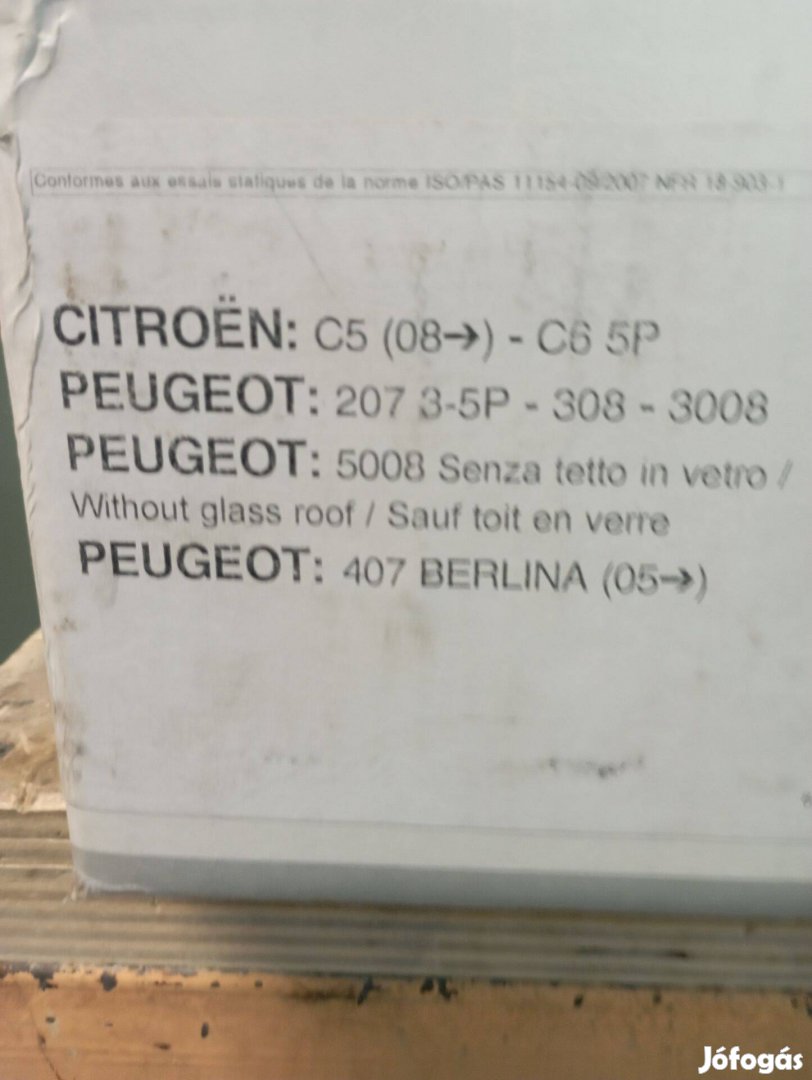 Conformes aux essais statiques de la norme ISO/PAS 11154-09/2007 NFR 18-903-1
CITROËN: C5 (08→) - C6 5P
PEUGEOT: 207 3-5P - 308 - 3008
PEUGEOT: 5008 Senza tetto in vetro /
Without glass roof / Sauf toit en verre
PEUGEOT: 407 BERLINA (05→)
Jófogás